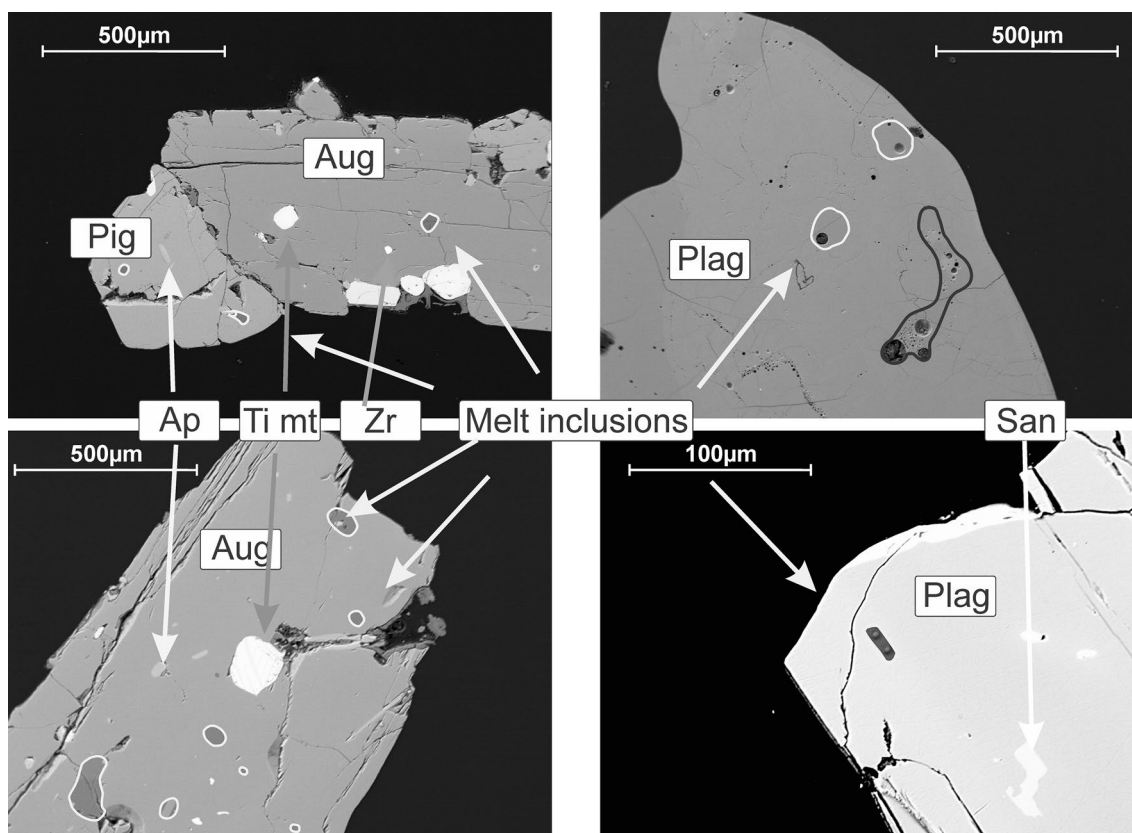 500µm
500µm
Aug
Pig
Plag
Ap
Ti mt
Zr
Melt inclusions
San
500µm
100µm
Aug
Plag